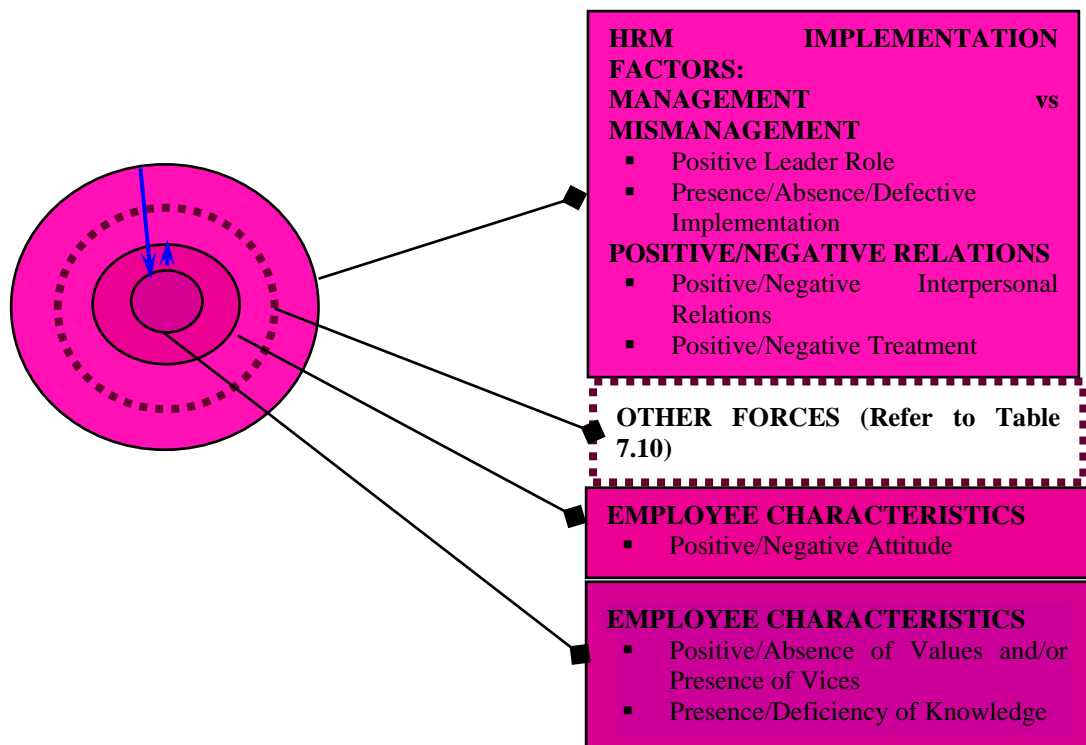 HRM IMPLEMENTATION
FACTORS:
MANAGEMENT vs
MISMANAGEMENT
▪ Positive Leader Role
▪ Presence/Absence/Defective
Implementation
POSITIVE/NEGATIVE RELATIONS
▪ Positive/Negative Interpersonal
Relations
▪ Positive/Negative Treatment
OTHER FORCES (Refer to Table
7.10)
EMPLOYEE CHARACTERISTICS
▪ Positive/Negative Attitude
EMPLOYEE CHARACTERISTICS
▪ Positive/Absence of Values and/or
Presence of Vices
▪ Presence/Deficiency of Knowledge